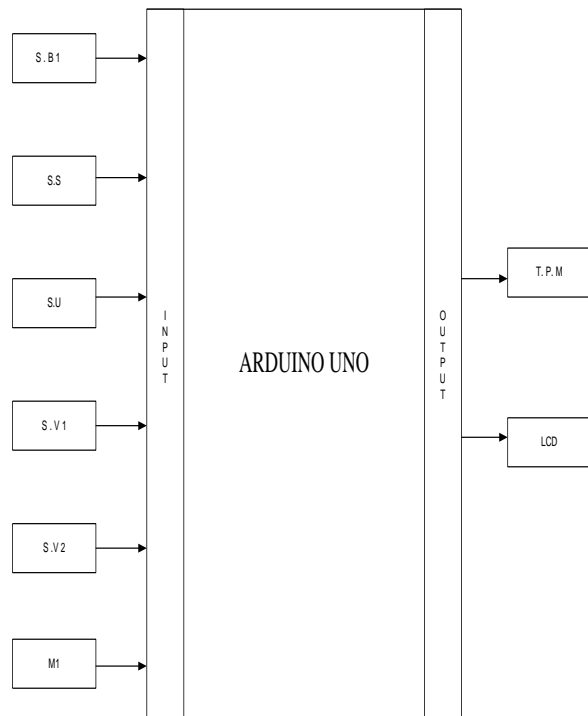 S.B1
S.S
S.U
S.V1
S.V2
M1
INPUT
ARDUINO UNO
OUTPUT
T.P.M
LCD